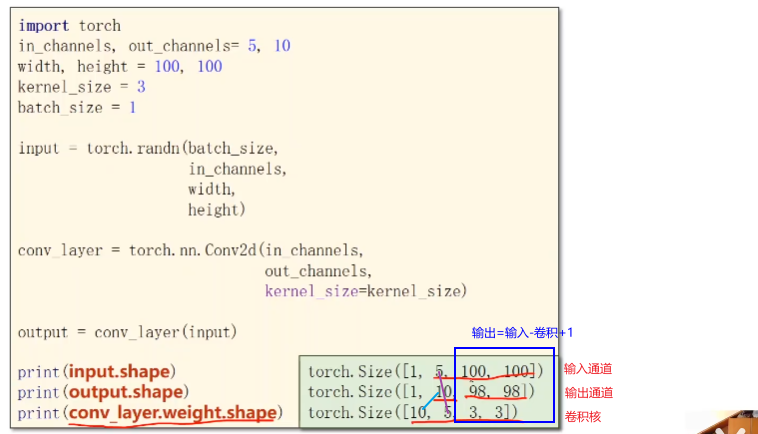 import torch
in_channels, out_channels= 5, 10
width, height = 100, 100
kernel_size = 3
batch_size = 1
input = torch.randn(batch_size,
in_channels,
width,
height)
conv_layer = torch.nn.Conv2d(in_channels,
out_channels,
kernel_size=kernel_size)
output = conv_layer(input)
输出=输入-卷积+1
print(input.shape)
torch.Size([1, 5, 100, 100])
输入通道
print(output.shape)
torch.Size([1, 10, 98, 98])
输出通道
print(conv_layer.weight.shape)
torch.Size([10, 5, 3, 3])
卷积核